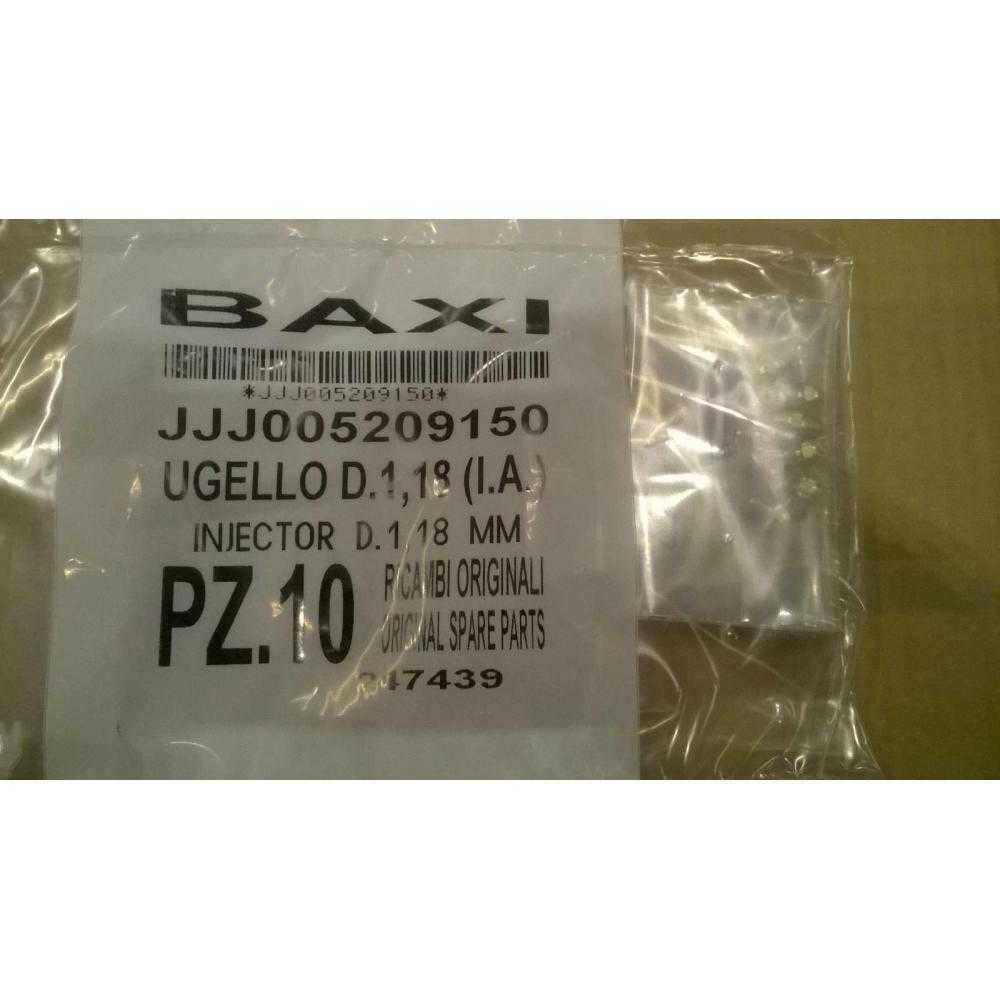 BAXI
*JJJ005209150*
JJJ005209150
UGELLO D.1,18 (I.A.)
INJECTOR D.1,18 MM
PZ.10
RICAMBI ORIGINALI
ORIGINAL SPARE PARTS